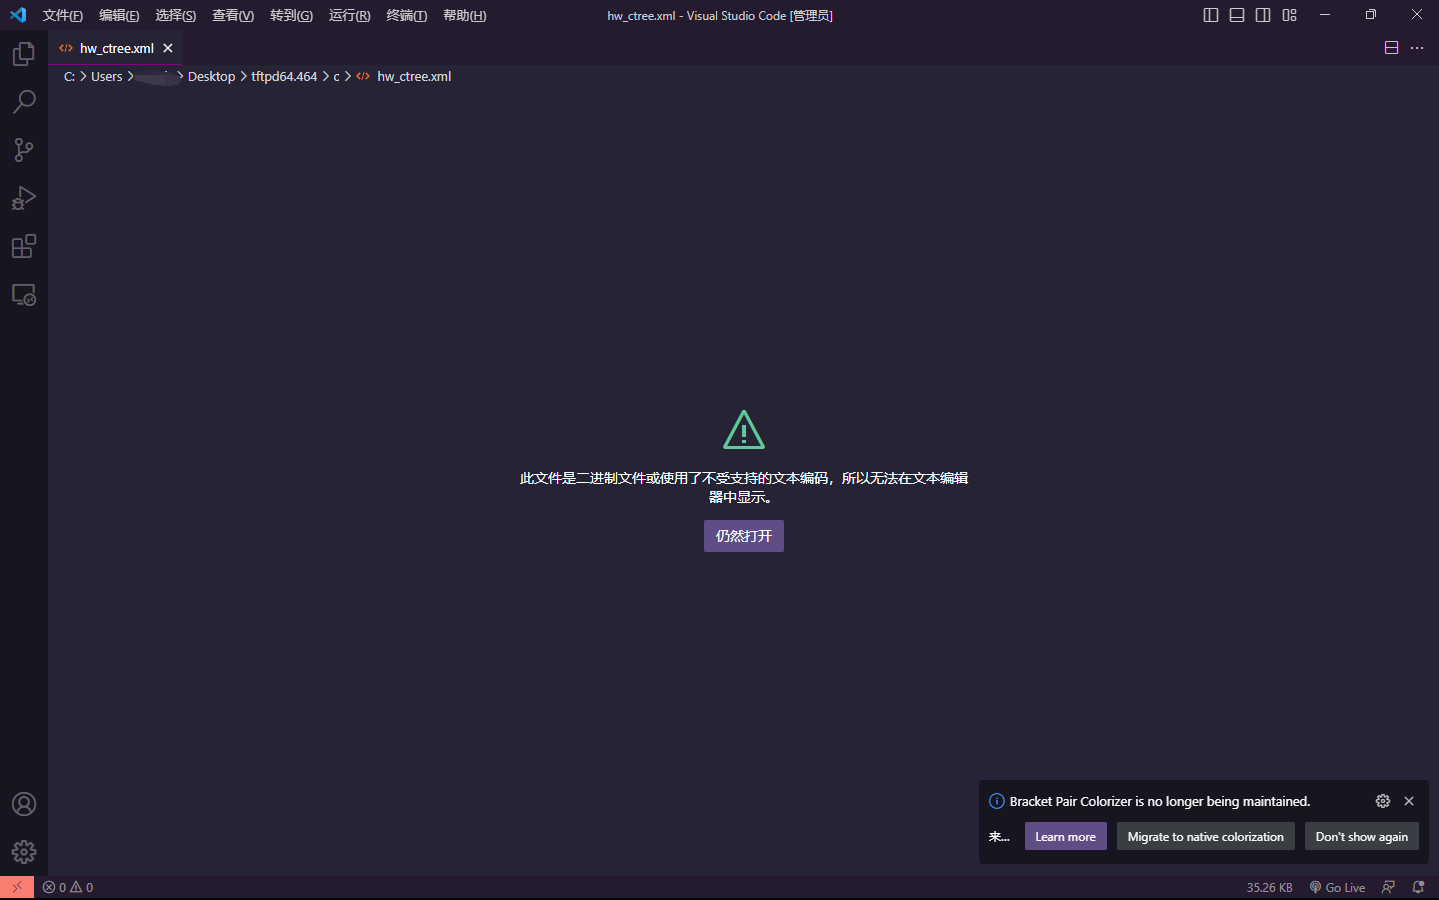 文件(F) 编辑(E) 选择(S) 查看(V) 转到(G) 运行(R) 终端(T) 帮助(H) hw_ctree.xml - Visual Studio Code [管理员]
hw_ctree.xml
C: > Users > > Desktop > tftpd64.464 > c > hw_ctree.xml
此文件是二进制文件或使用了不受支持的文本编码，所以无法在文本编辑
器中显示。
仍然打开
Bracket Pair Colorizer is no longer being maintained.
来... Learn more Migrate to native colorization Don't show again
0 0 35.26 KB Go Live